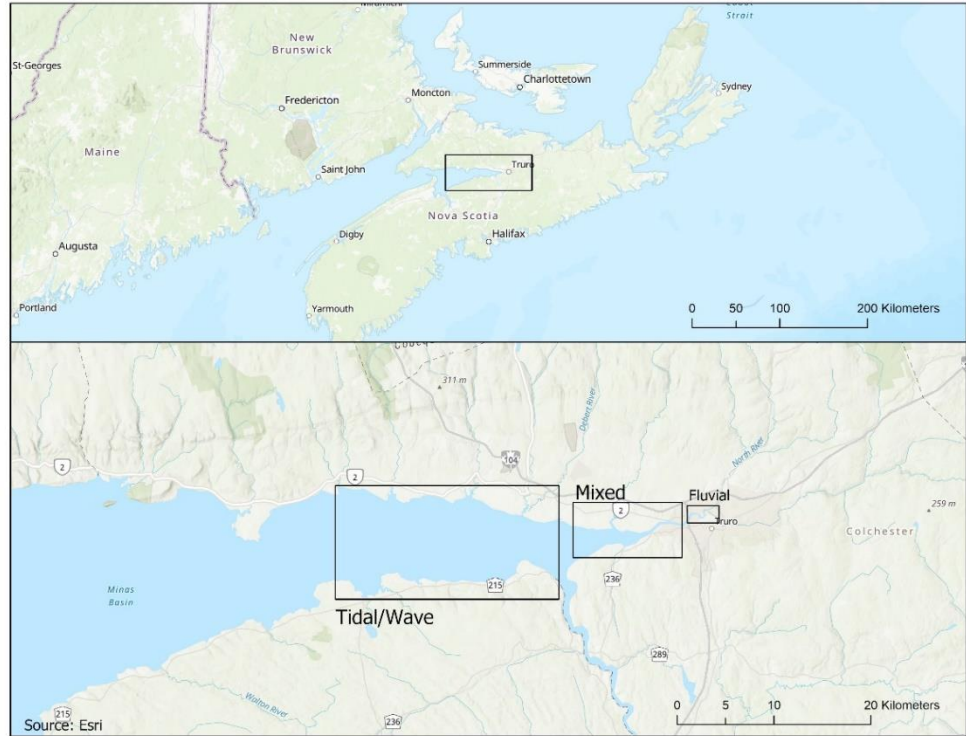 Strait
New
Brunswick
St-Georges
Summerside
Charlottetown
Sydney
Moncton
Fredericton
Maine
Truro
Saint John
Nova Scotia
Digby
Halifax
Augusta
Yarmouth
Portland
0 50 100 200 Kilometers
311 m
Debert River
2
104
North River
Mixed
Fluvial
2
259 m
Truro
Colchester
215
236
Minas
Basin
Tidal/Wave
289
Walton River
215
236
0 5 10 20 Kilometers
Source: Esri